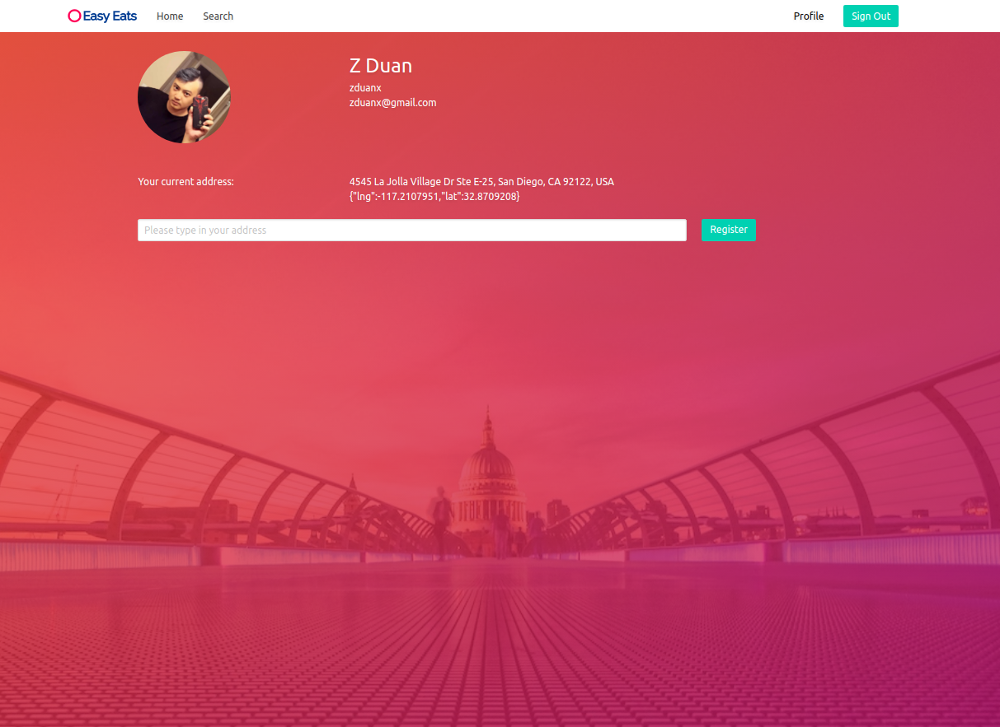 Easy Eats Home Search Profile Sign Out
Z Duan
zduanx
zduanx@gmail.com
Your current address: 4545 La Jolla Village Dr Ste E-25, San Diego, CA 92122, USA
{"lng":-117.2107951,"lat":32.8709208}
Please type in your address Register